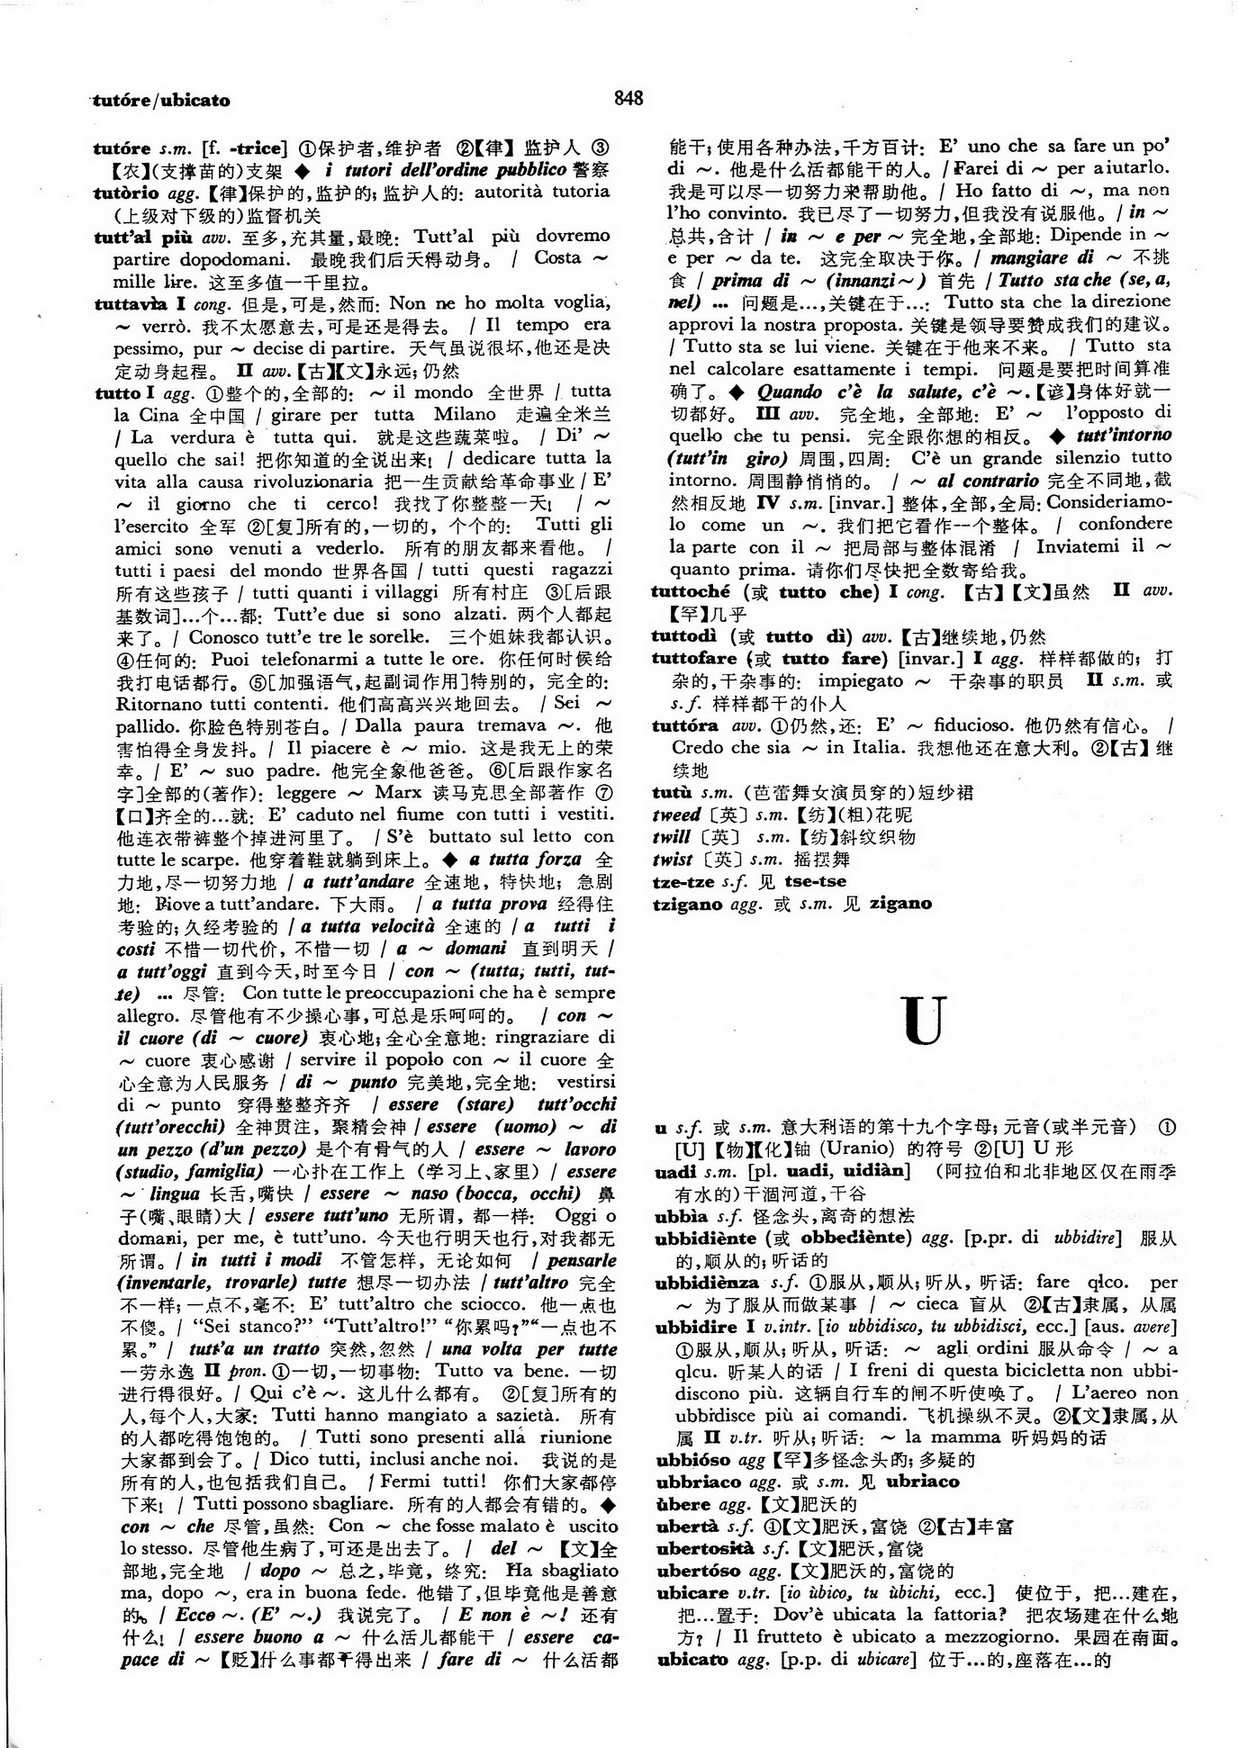 tutóre/ubicato
848
tutóre s.m. [f. -trice] ①保护者,维护者 ②【律】监护人 ③
【农】(支撑苗的)支架 ◆ i tutori dell'ordine pubblico 警察
tutòrio agg. 【律】保护的,监护的; 监护人的: autorità tutoria
(上级对下级的)监督机关
tutt'al più avv. 至多,充其量,最晚: Tutt'al più dovremo
partire dopodomani. 最晚我们后天得动身。 / Costa ~
mille lire. 这至多值一千里拉。
tuttavìa I cong. 但是,可是,然而: Non ne ho molta voglia,
~ verrò. 我不太愿意去,可是还是得去。 / Il tempo era
pessimo, pur ~ decise di partire. 天气虽说很坏,他还是决
定动身起程。 II avv.【古】【文】永远; 仍然
tutto I agg. ①整个的,全部的: ~ il mondo 全世界 / tutta
la Cina 全中国 / girare per tutta Milano 走遍全米兰
/ La verdura è tutta qui. 就是这些蔬菜啦。 / Di' ~
quello che sai! 把你知道的全说出来! / dedicare tutta la
vita alla causa rivoluzionaria 把一生贡献给革命事业 / E'
~ il giorno che ti cerco! 我找了你整整一天! / ~
l'esercito 全军 ②[复]所有的,一切的, 个个的: Tutti gli
amici sono venuti a vederlo. 所有的朋友都来看他。 /
tutti i paesi del mondo 世界各国 / tutti questi ragazzi
所有这些孩子 / tutti quanti i villaggi 所有村庄 ③[后跟
基数词]…个…都: Tutt'e due si sono alzati. 两个人都起
来了。/ Conosco tutt'e tre le sorelle. 三个姐妹我都认识。
④任何的: Puoi telefonarmi a tutte le ore. 你任何时候给
我打电话都行。⑤[加强语气,起副词作用]特别的, 完全的:
Ritornano tutti contenti. 他们高高兴兴地回去。 / Sei ~
pallido. 你脸色特别苍白。/ Dalla paura tremava ~. 他
害怕得全身发抖。/ Il piacere è ~ mio. 这是我无上的荣
幸。/ E' ~ suo padre. 他完全象他爸爸。 ⑥[后跟作家名
字]全部的(著作): leggere ~ Marx 读马克思全部著作 ⑦
【口】齐全的…就: E' caduto nel fiume con tutti i vestiti.
他连衣带裤整个掉进河里了。 / S'è buttato sul letto con
tutte le scarpe. 他穿着鞋就躺到床上。◆ a tutta forza 全
力地,尽一切努力地 / a tutt'andare 全速地, 特快地; 急剧
地: Piove a tutt'andare. 下大雨。 / a tutta prova 经得住
考验的; 久经考验的 / a tutta velocità 全速的 / a tutti i
costi 不惜一切代价, 不惜一切 / a ~ domani 直到明天 /
a tutt'oggi 直到今天,时至今日 / con ~ (tutta, tutti, tut-
te) … 尽管: Con tutte le preoccupazioni che ha è sempre
allegro. 尽管他有不少操心事,可总是乐呵呵的。 / con ~
il cuore (di ~ cuore) 衷心地; 全心全意地: ringraziare di
~ cuore 衷心感谢 / servire il popolo con ~ il cuore 全
心全意为人民服务 / di ~ punto 完美地,完全地: vestirsi
di ~ punto 穿得整整齐齐 / essere (stare) tutt'occhi
(tutt'orecchi) 全神贯注, 聚精会神 / essere (uomo) ~ di
un pezzo (d'un pezzo) 是个有骨气的人 / essere ~ lavoro
(studio, famiglia) 一心扑在工作上 (学习上、家里) / essere
~ lingua 长舌,嘴快 / essere ~ naso (bocca, occhi) 鼻
子(嘴、眼睛)大 / essere tutt'uno 无所谓, 都一样: Oggi o
domani, per me, è tutt'uno. 今天也行明天也行,对我都无
所谓。 / in tutti i modi 不管怎样, 无论如何 / pensarle
(inventarle, trovarle) tutte 想尽一切办法 / tutt'altro 完全
不一样; 一点不,毫不: E' tutt'altro che sciocco. 他一点也
不傻。/ “Sei stanco?” “Tutt'altro!” “你累吗?”“一点也不
累。” / tutt'a un tratto 突然,忽然 / una volta per tutte
一劳永逸 II pron. ①一切,一切事物: Tutto va bene. 一切
进行得很好。/ Qui c'è ~. 这儿什么都有。 ②[复]所有的
人,每个人,大家: Tutti hanno mangiato a sazietà. 所有
的人都吃得饱饱的。 / Tutti sono presenti alla riunione
大家都到会了。/ Dico tutti, inclusi anche noi. 我说的是
所有的人,也包括我们自己。 / Fermi tutti! 你们大家都停
下来! / Tutti possono sbagliare. 所有的人都会有错的。◆
con ~ che 尽管,虽然: Con ~ che fosse malato è uscito
lo stesso. 尽管他生病了,可还是出去了。 / del ~ 【文】全
部地,完全地 / dopo ~ 总之,毕竟, 终究: Ha sbagliato
ma, dopo ~, era in buona fede. 他错了,但毕竟他是善意
的。 / Ecco ~. (E' ~.) 我说完了。 / E non è ~! 还有
什么! / essere buono a ~ 什么活儿都能干 / essere ca-
pace di ~ 【贬】什么事都干得出来 / fare di ~ 什么活都
能干; 使用各种办法,千方百计: E' uno che sa fare un po'
di ~. 他是什么活都能干的人。/ Farei di ~ per aiutarlo.
我是可以尽一切努力来帮助他。/ Ho fatto di ~, ma non
l'ho convinto. 我已尽了一切努力,但我没有说服他。/ in ~
总共,合计 / in ~ e per ~ 完全地,全部地: Dipende in ~
e per ~ da te. 这完全取决于你。 / mangiare di ~ 不挑
食 / prima di ~ (innanzi ~) 首先 / Tutto sta che (se, a,
nel) … 问题是…,关键在于…: Tutto sta che la direzione
approvi la nostra proposta. 关键是领导要赞成我们的建议。
/ Tutto sta se lui viene. 关键在于他来不来。 / Tutto sta
nel calcolare esattamente i tempi. 问题是要把时间算准
确了。◆ Quando c'è la salute, c'è ~.【谚】身体好就一
切都好。 III avv. 完全地, 全部地: E' ~ l'opposto di
quello che tu pensi. 完全跟你想的相反。 ◆ tutt'intorno
(tutt'in giro) 周围,四周: C'è un grande silenzio tutto
intorno. 周围静悄悄的。 / ~ al contrario 完全不同地,截
然相反地 IV s.m. [invar.] 整体,全部,全局: Consideriamo-
lo come un ~. 我们把它看作一个整体。 / confondere
la parte con il ~ 把局部与整体混淆 / Inviatemi il ~
quanto prima. 请你们尽快把全数寄给我。
tuttoché (或 tutto che) I cong. 【古】【文】虽然 II avv.
【罕】几乎
tuttodì (或 tutto dì) avv. 【古】继续地,仍然
tuttofare (或 tutto fare) [invar.] I agg. 样样都做的; 打
杂的,干杂事的: impiegato ~ 干杂事的职员 II s.m. 或
s.f. 样样都干的仆人
tuttóra avv. ①仍然,还: E' ~ fiducioso. 他仍然有信心。 /
Credo che sia ~ in Italia. 我想他还在意大利。②【古】继
续地
tutù s.m. (芭蕾舞女演员穿的)短纱裙
tweed〔英〕s.m.【纺】(粗)花呢
twill〔英〕 s.m.【纺】斜纹织物
twist〔英〕s.m. 摇摆舞
tze-tze s.f. 见 tse-tse
tzigano agg. 或 s.m. 见 zigano
U
u s.f. 或 s.m. 意大利语的第十九个字母; 元音(或半元音) ①
[U]【物】【化】铀 (Uranio) 的符号 ②[U] U 形
uadi s.m. [pl. uadi, uidiàn] (阿拉伯和北非地区仅在雨季
有水的)干涸河道,干谷
ubbìa s.f. 怪念头,离奇的想法
ubbidiènte (或 obbediènte) agg. [p.pr. di ubbidire] 服从
的,顺从的; 听话的
ubbidiènza s.f. ①服从,顺从; 听从, 听话: fare qlco. per
~ 为了服从而做某事 / ~ cieca 盲从 ②【古】隶属, 从属
ubbidire I v.intr. [io ubbidisco, tu ubbidisci, ecc.] [aus. avere]
①服从,顺从; 听从, 听话: ~ agli ordini 服从命令 / ~ a
qlcu. 听某人的话 / I freni di questa bicicletta non ubbi-
discono più. 这辆自行车的闸不听使唤了。 / L'aereo non
ubbidisce più ai comandi. 飞机操纵不灵。②【文】隶属,从
属 II v.tr. 听从; 听话: ~ la mamma 听妈妈的话
ubbióso agg 【罕】多怪念头的; 多疑的
ubbriaco agg. 或 s.m. 见 ubriaco
ùbere agg.【文】肥沃的
ubertà s.f. ①【文】肥沃,富饶 ②【古】丰富
ubertosità s.f.【文】肥沃,富饶
ubertóso agg.【文】肥沃的,富饶的
ubicare v.tr. [io ùbico, tu ùbichi, ecc.] 使位于, 把…建在,
把…置于: Dov'è ubicata la fattoria? 把农场建在什么地
方? / Il frutteto è ubicato a mezzogiorno. 果园在南面。
ubicato agg. [p.p. di ubicare] 位于…的,座落在…的